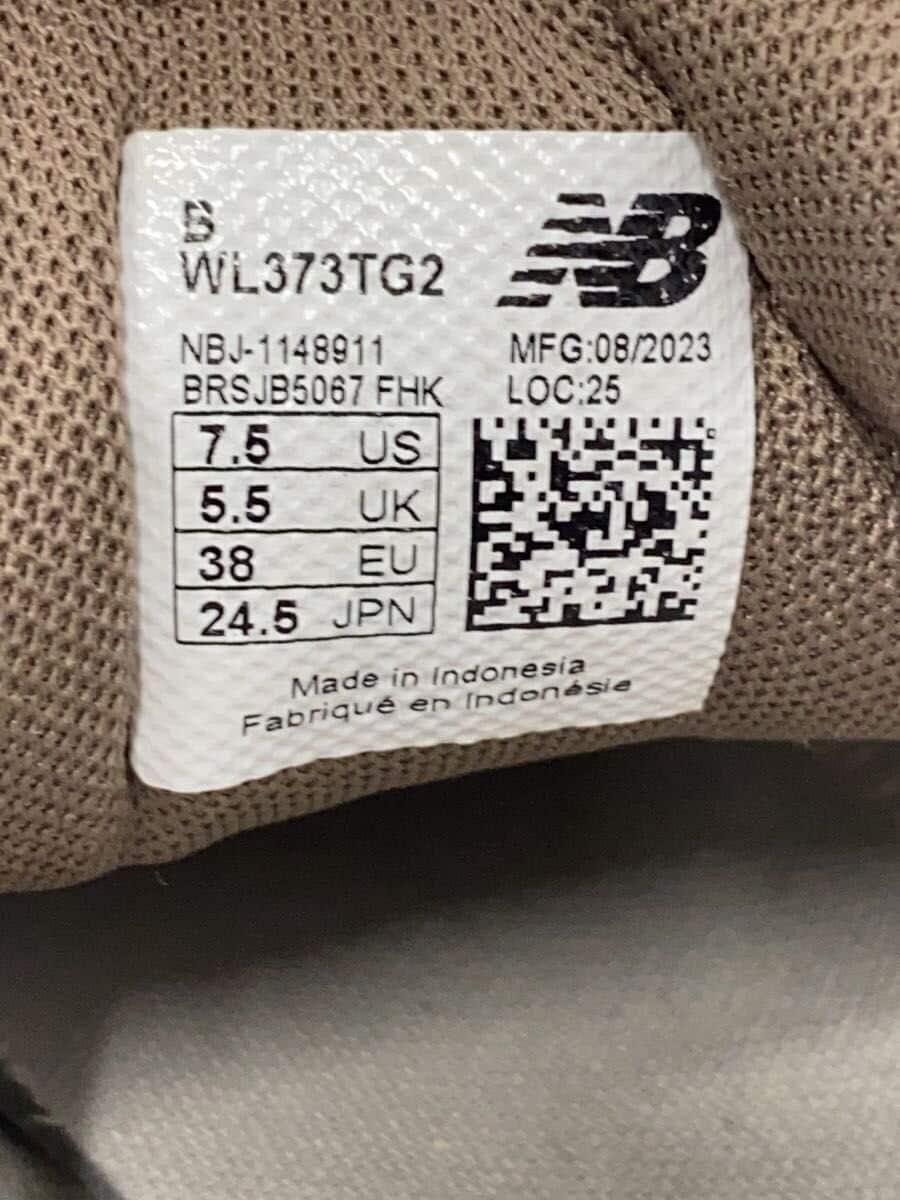 B
WL373TG2
NB
NBJ-1148911
MFG:08/2023
BRSJB5067 FHK
LOC:25
7.5 US
5.5 UK
38 EU
24.5 JPN
Made in Indonesia
Fabriqué en Indonésie